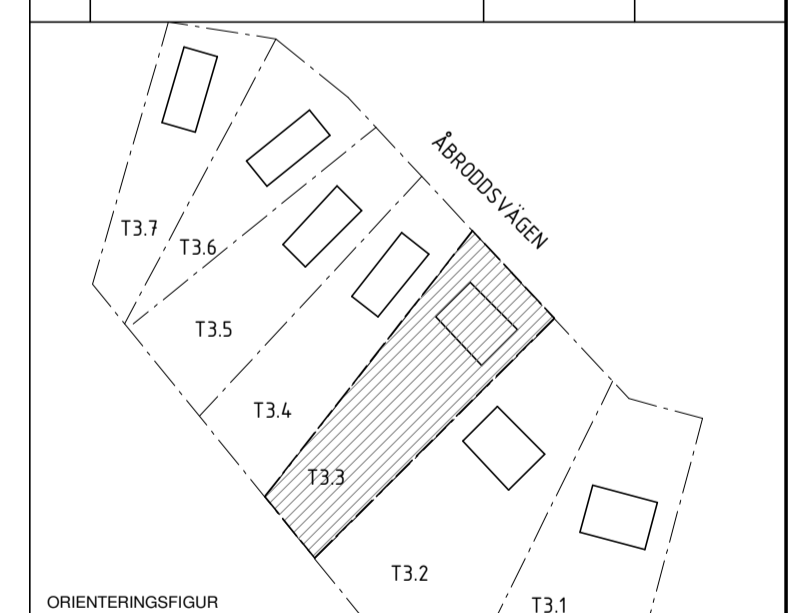 ÅBRODDSVÄGEN
T3.7
T3.6
T3.5
T3.4
T3.3
T3.2
T3.1
ORIENTERINGSFIGUR